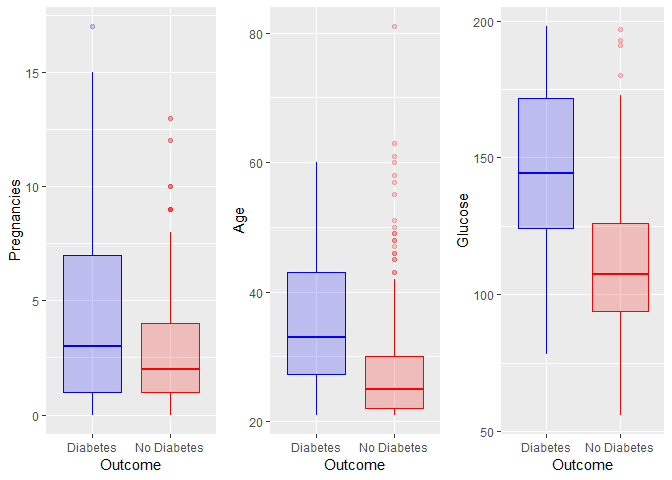 Pregnancies
15
10
5
0
Diabetes No Diabetes
Outcome
Age
80
60
40
20
Diabetes No Diabetes
Outcome
Glucose
200
150
100
50
Diabetes No Diabetes
Outcome